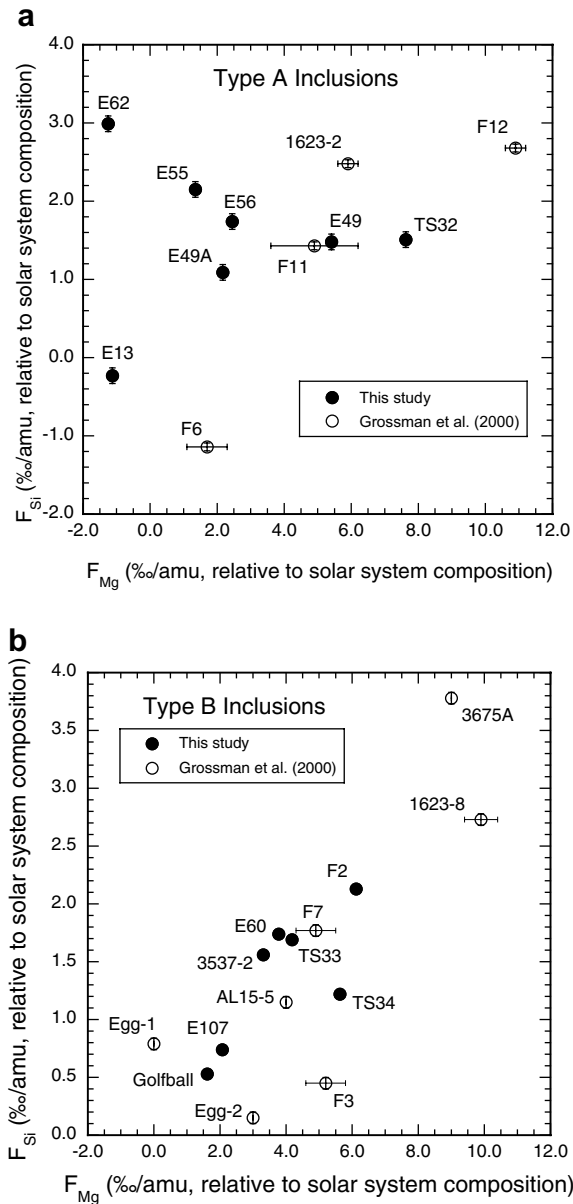 a
4.0
Type A Inclusions
E62
3.0
1623-2
F12
E55
E56
2.0
E49
TS32
E49A
F11
1.0
E13
0.0
This study
Grossman et al. (2000)
F6
-1.0
-2.0
-2.0 0.0 2.0 4.0 6.0 8.0 10.0 12.0
F_Si (‰/amu, relative to solar system composition)
F_Mg (‰/amu, relative to solar system composition)
b
4.0
Type B Inclusions
This study
Grossman et al. (2000)
3675A
3.5
3.0
1623-8
2.5
F2
2.0
E60
F7
3537-2
TS33
1.5
AL15-5
TS34
Egg-1
1.0
E107
Golfball
0.5
F3
Egg-2
0.0
-2.0 0.0 2.0 4.0 6.0 8.0 10.0 12.0
F_Si (‰/amu, relative to solar system composition)
F_Mg (‰/amu, relative to solar system composition)